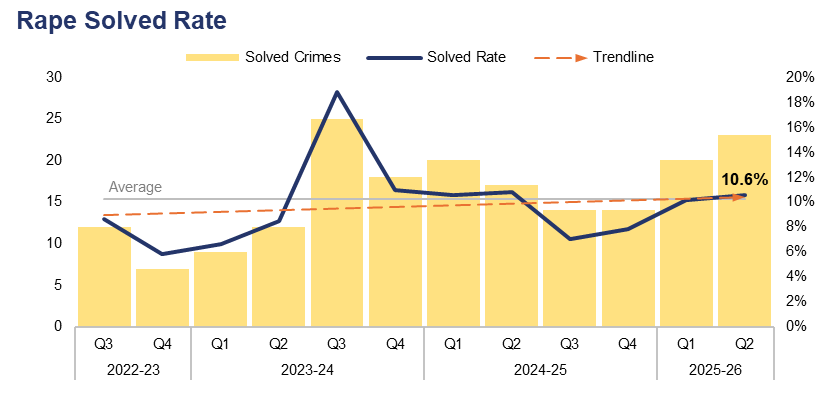 Rape Solved Rate
Solved Crimes Solved Rate Trendline
30 20%
18%
25
16%
20 14%
12%
Average 10.6%
15 10%
8%
10
6%
5 4%
2%
0 0%
Q3 Q4 Q1 Q2 Q3 Q4 Q1 Q2 Q3 Q4 Q1 Q2
2022-23 2023-24 2024-25 2025-26